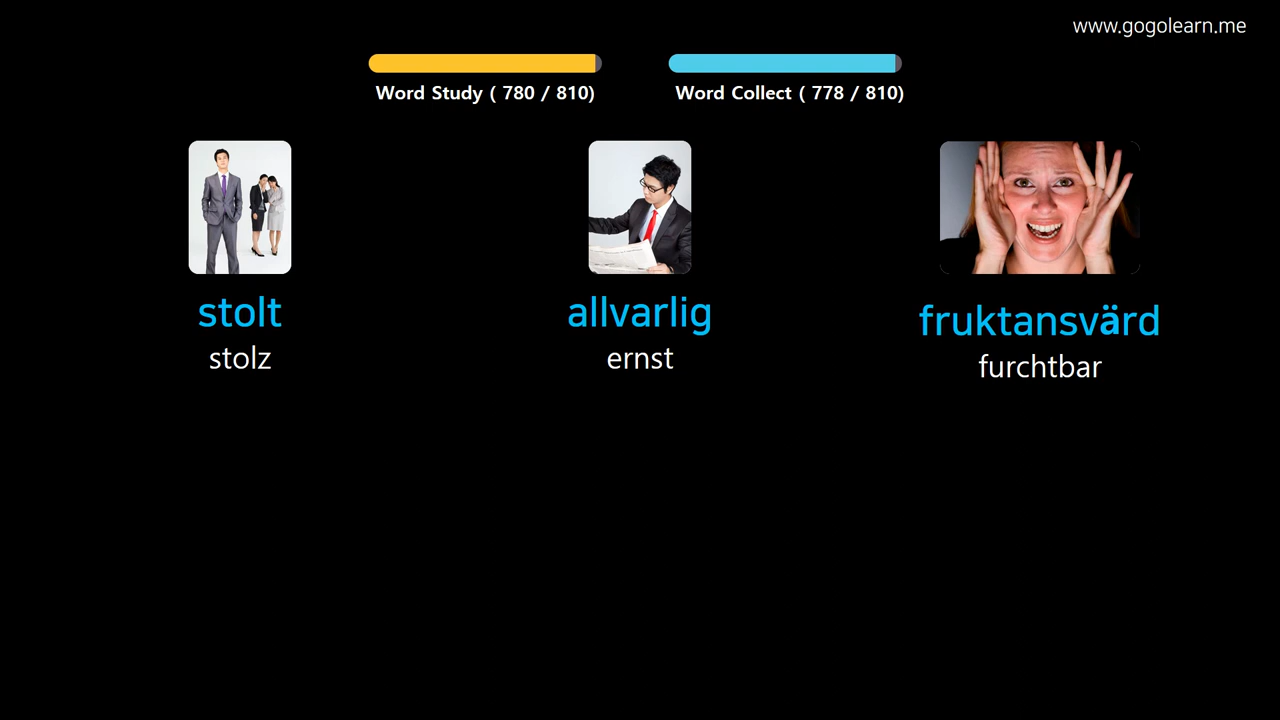 www.gogolearn.me
Word Study ( 780 / 810)
Word Collect ( 778 / 810)
stolt
stolz
allvarlig
ernst
fruktansvärd
furchtbar